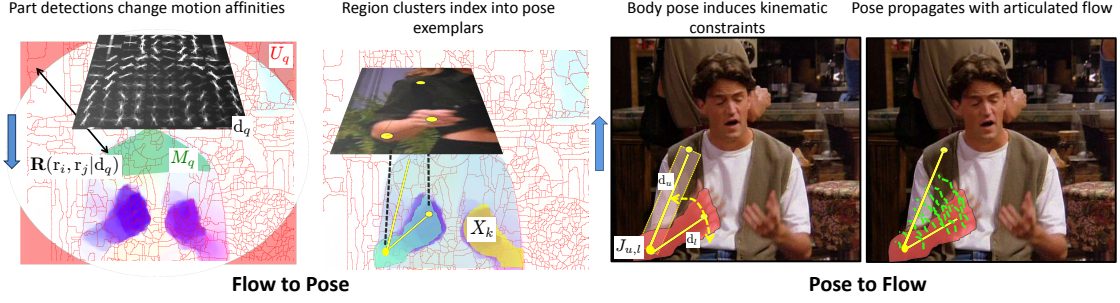 Part detections change motion affinities
Region clusters index into pose
exemplars
Body pose induces kinematic
constraints
Pose propagates with articulated flow
U_q
d_q
R(r_i, r_j|d_q)
M_q
X_k
d_u
d_l
J_{u,l}
Flow to Pose
Pose to Flow